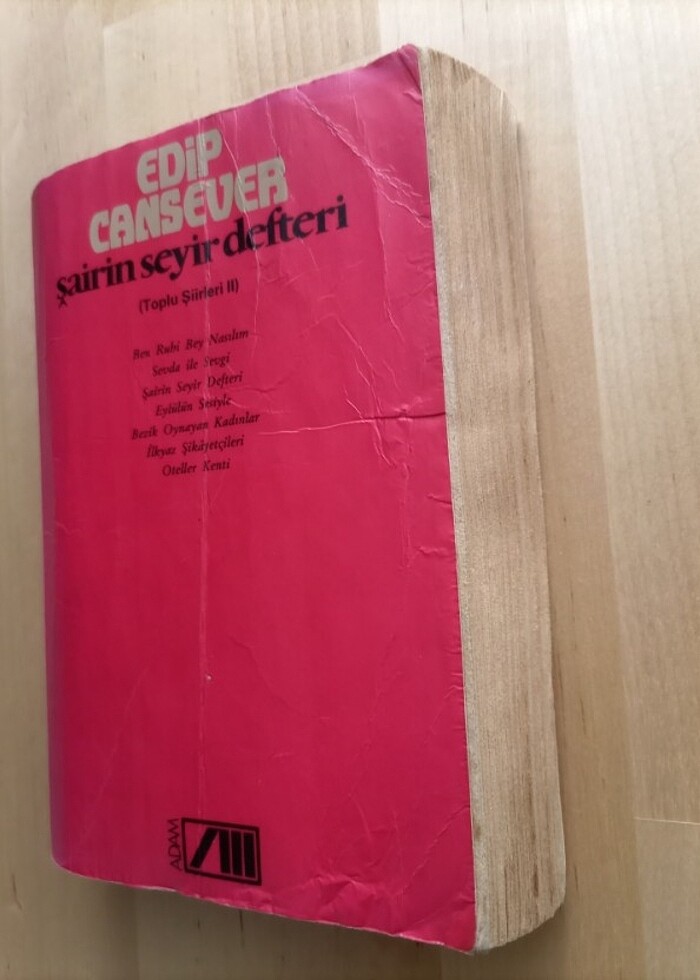 EDİP
CANSEVER
şairin seyir defteri
(Toplu Şiirleri II)
Ben Ruhi Bey Nasılım
Sevda ile Sevgi
Şairin Seyir Defteri
Eylülün Sesiyle
Bezik Oynayan Kadınlar
İlkyaz Şikâyetçileri
Oteller Kenti
ADAM